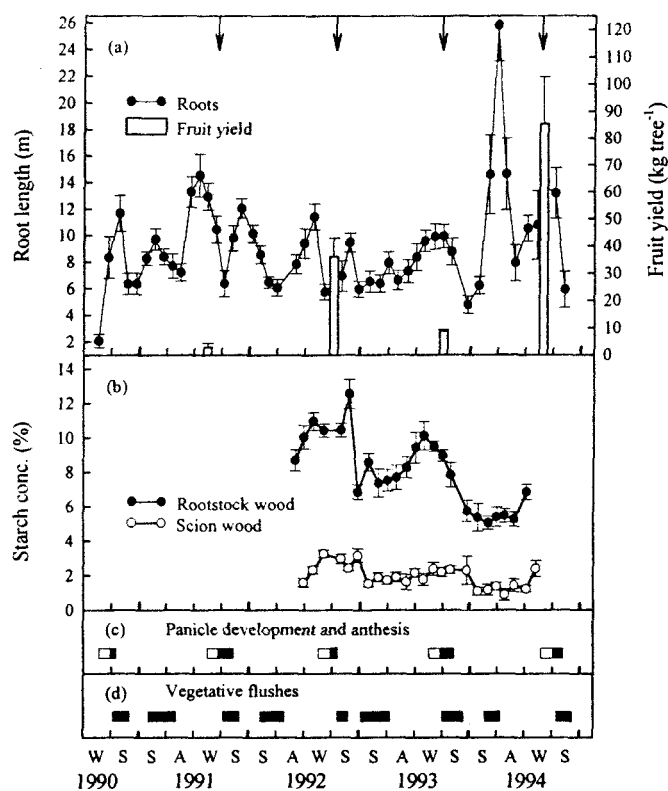 (a)
Roots
Fruit yield
Root length (m)
26
24
22
20
18
16
14
12
10
8
6
4
2
Fruit yield (kg tree⁻¹)
120
110
100
90
80
70
60
50
40
30
20
10
0
(b)
Rootstock wood
Scion wood
Starch conc. (%)
14
12
10
8
6
4
2
0
(c) Panicle development and anthesis
(d) Vegetative flushes
W S S A W S S A W S S A W S S A W S
1990 1991 1992 1993 1994